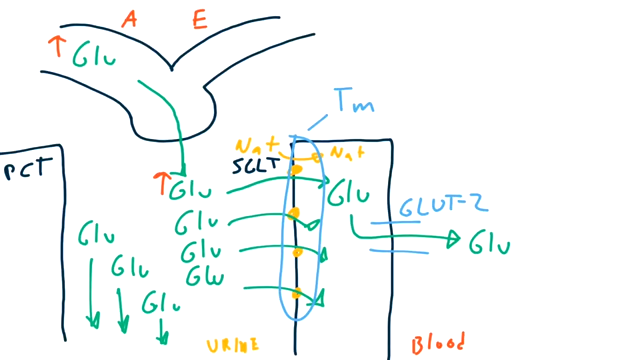 A E
↑ Glu
Tm
Na+ Na+
PCT
SGLT
↑ Glu
Glu
GLUT-2
Glu
Glu
Glu
Glu
Glu
Glu
Glu
URINE
Blood